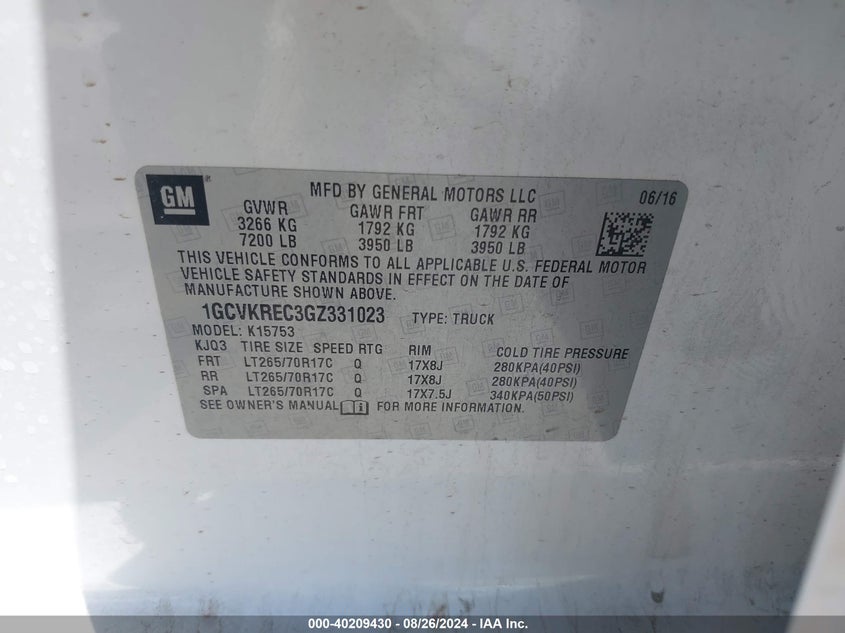 GM
MFD BY GENERAL MOTORS LLC 06/16
GVWR GAWR FRT GAWR RR
3266 KG 1792 KG 1792 KG
7200 LB 3950 LB 3950 LB
THIS VEHICLE CONFORMS TO ALL APPLICABLE U.S. FEDERAL MOTOR
VEHICLE SAFETY STANDARDS IN EFFECT ON THE DATE OF
MANUFACTURE SHOWN ABOVE.
1GCVKREC3GZ331023 TYPE: TRUCK
MODEL: K15753
KJQ3 TIRE SIZE SPEED RTG RIM COLD TIRE PRESSURE
FRT LT265/70R17C Q 17X8J 280KPA(40PSI)
RR LT265/70R17C Q 17X8J 280KPA(40PSI)
SPA LT265/70R17C Q 17X7.5J 340KPA(50PSI)
SEE OWNER'S MANUAL FOR MORE INFORMATION.
000-40209430 - 08/26/2024 - IAA Inc.